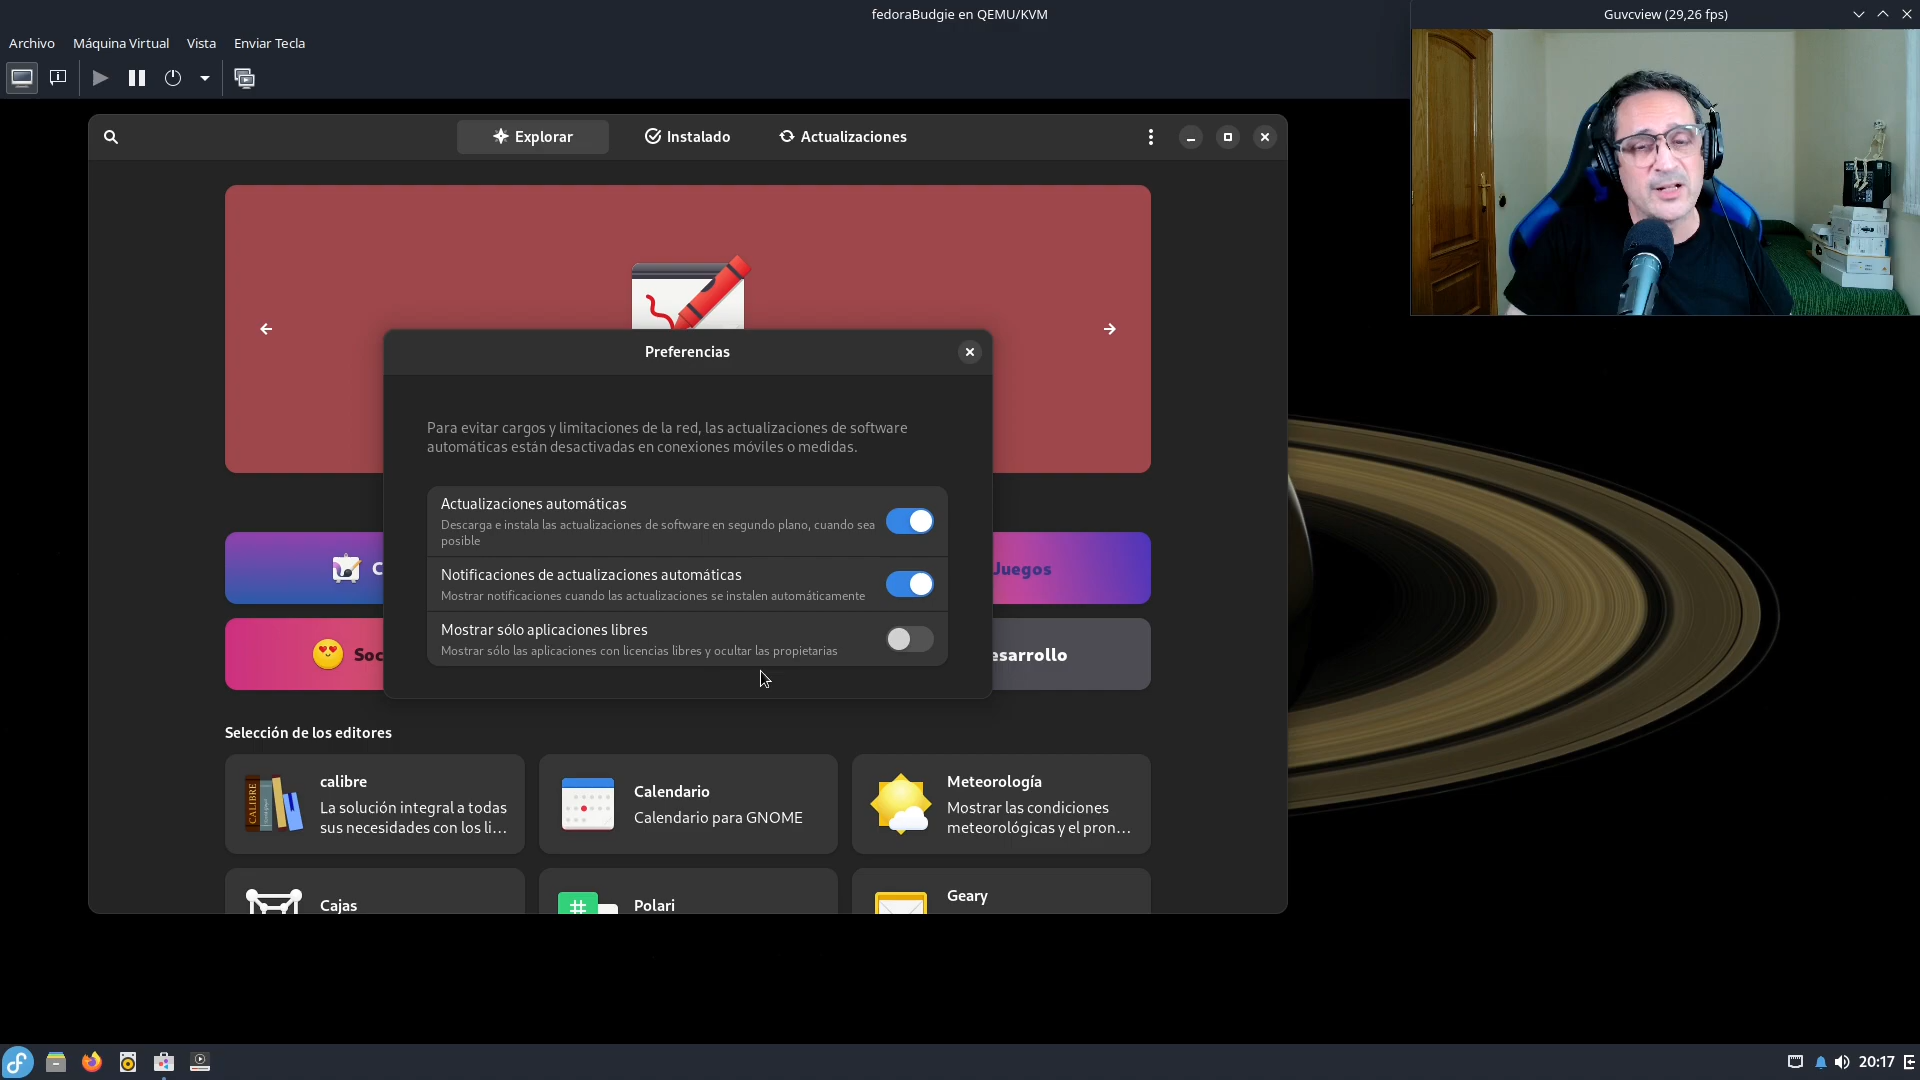 fedoraBudgie en QEMU/KVM
Guvcview (29,26 fps)
Archivo
Máquina Virtual
Vista
Enviar Tecla
Explorar
Instalado
Actualizaciones
Preferencias
Para evitar cargos y limitaciones de la red, las actualizaciones de software
automáticas están desactivadas en conexiones móviles o medidas.
Actualizaciones automáticas
Descarga e instala las actualizaciones de software en segundo plano, cuando sea
posible
Notificaciones de actualizaciones automáticas
Mostrar notificaciones cuando las actualizaciones se instalen automáticamente
Mostrar sólo aplicaciones libres
Mostrar sólo las aplicaciones con licencias libres y ocultar las propietarias
C
Juegos
Soc
esarrollo
Selección de los editores
CALIBRE
calibre
La solución integral a todas
sus necesidades con los li...
Calendario
Calendario para GNOME
Meteorología
Mostrar las condiciones
meteorológicas y el pron...
Cajas
#
Polari
Geary
20:17